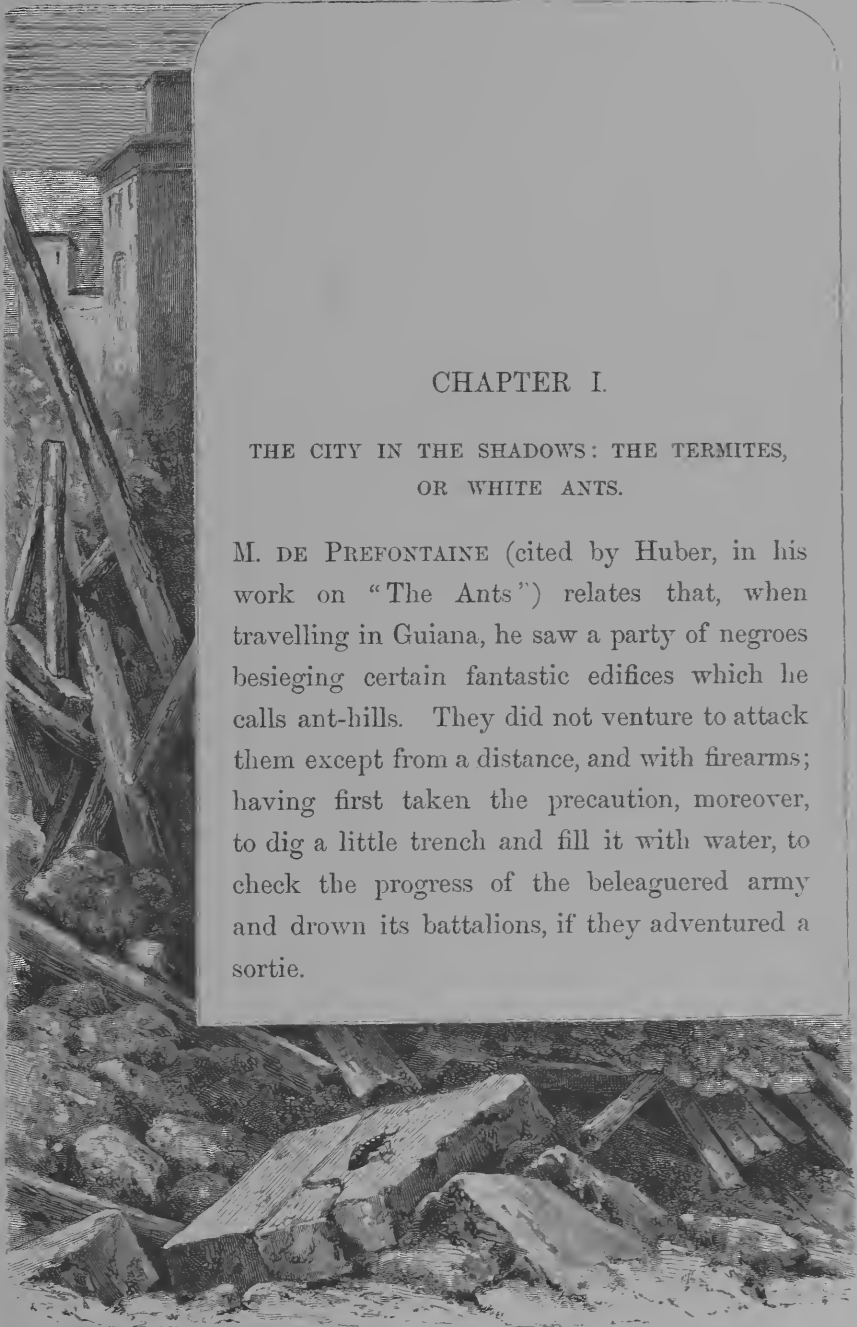 CHAPTER I.
THE CITY IN THE SHADOWS: THE TERMITES,
OR WHITE ANTS.
M. DE PREFONTAINE (cited by Huber, in his
work on "The Ants") relates that, when
travelling in Guiana, he saw a party of negroes
besieging certain fantastic edifices which he
calls ant-hills. They did not venture to attack
them except from a distance, and with firearms;
having first taken the precaution, moreover,
to dig a little trench and fill it with water, to
check the progress of the beleaguered army
and drown its battalions, if they adventured a
sortie.